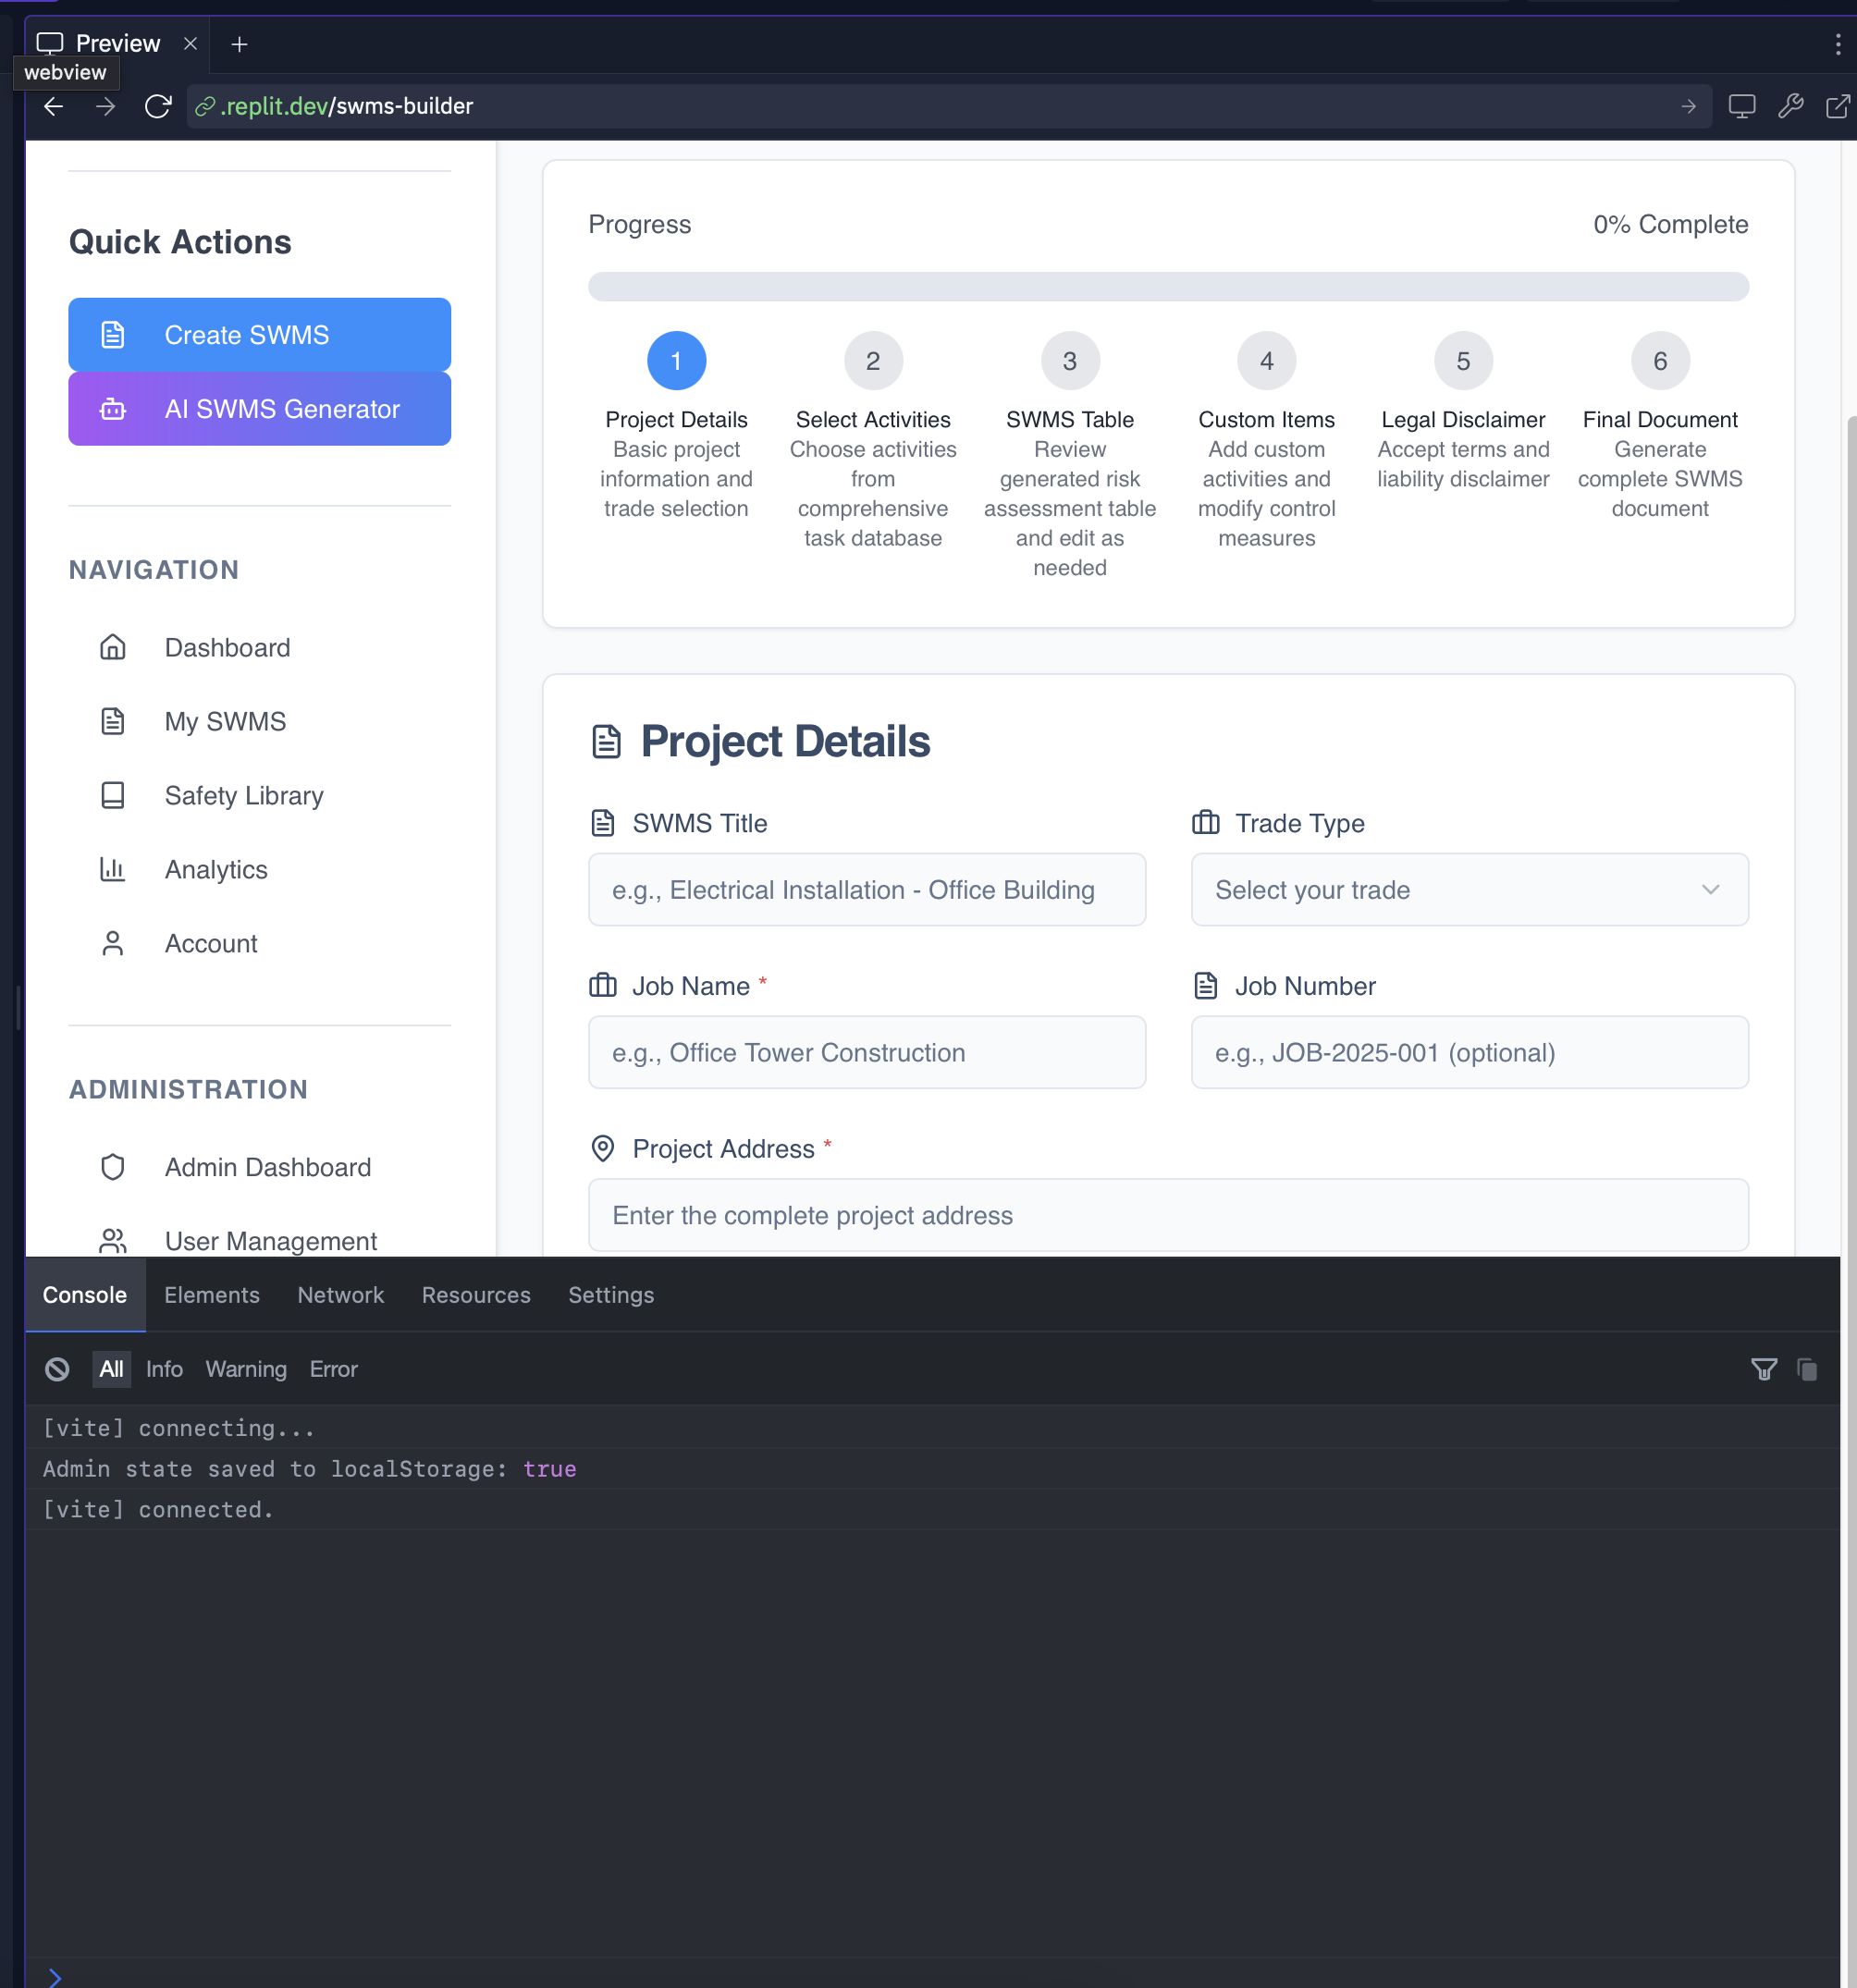 Preview
webview
.replit.dev/swms-builder
Quick Actions
Create SWMS
AI SWMS Generator
NAVIGATION
Dashboard
My SWMS
Safety Library
Analytics
Account
ADMINISTRATION
Admin Dashboard
User Management
Progress
0% Complete
1
Project Details
Basic project
information and
trade selection
2
Select Activities
Choose activities
from
comprehensive
task database
3
SWMS Table
Review
generated risk
assessment table
and edit as
needed
4
Custom Items
Add custom
activities and
modify control
measures
5
Legal Disclaimer
Accept terms and
liability disclaimer
6
Final Document
Generate
complete SWMS
document
Project Details
SWMS Title
e.g., Electrical Installation - Office Building
Trade Type
Select your trade
Job Name *
e.g., Office Tower Construction
Job Number
e.g., JOB-2025-001 (optional)
Project Address *
Enter the complete project address
Console Elements Network Resources Settings
All Info Warning Error
[vite] connecting...
Admin state saved to localStorage: true
[vite] connected.